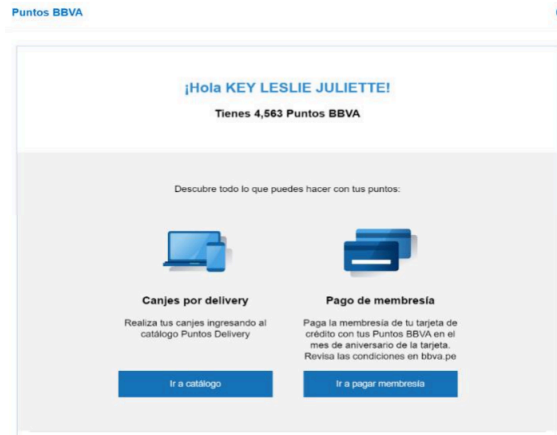 Puntos BBVA
¡Hola KEY LESLIE JULIETTE!
Tienes 4,563 Puntos BBVA
Descubre todo lo que puedes hacer con tus puntos:
Canjes por delivery
Realiza tus canjes ingresando al
catálogo Puntos Delivery
Ir a catálogo
Pago de membresía
Paga la membresía de tu tarjeta de
crédito con tus Puntos BBVA en el
mes de aniversario de la tarjeta.
Revisa las condiciones en bbva.pe
Ir a pagar membresía